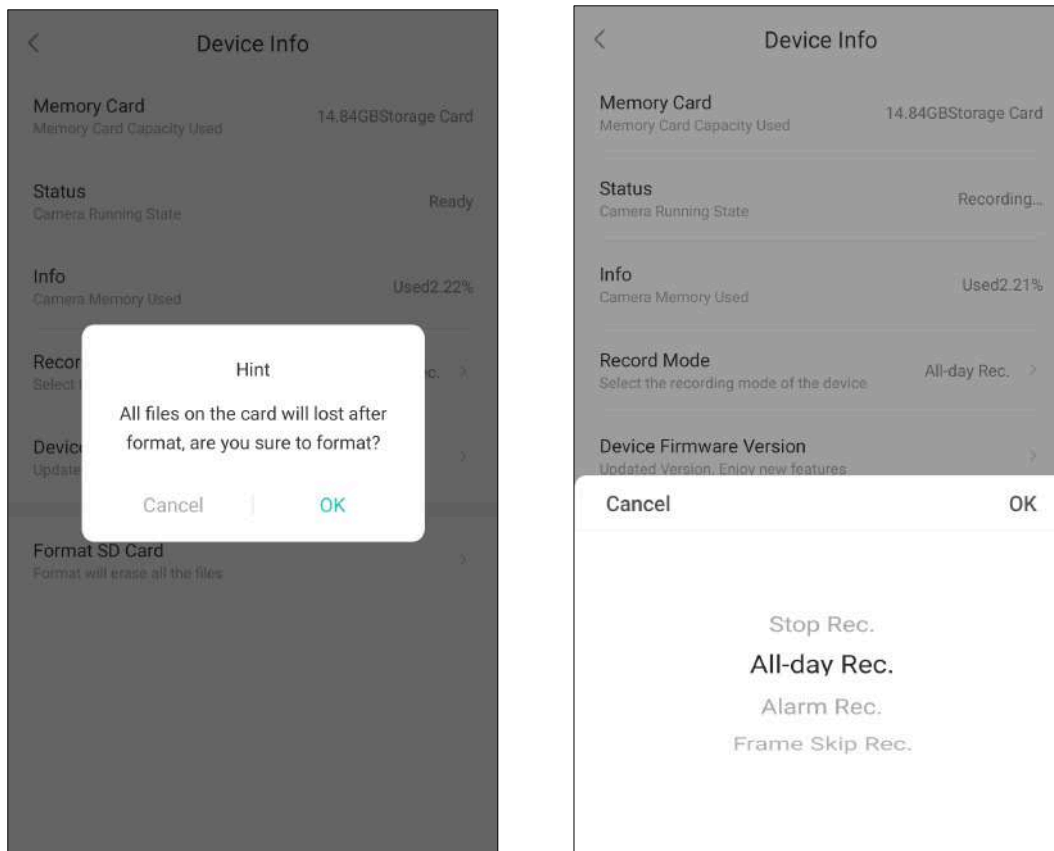 Device Info
Memory Card
14.84GBStorage Card
Memory Card Capacity Used
Status
Ready
Camera Running State
Info
Used2.22%
Camera Memory Used
Hint
All files on the card will lost after
format, are you sure to format?
Cancel
OK
Format SD Card
Format will erase all the files
Device Info
Memory Card
14.84GBStorage Card
Memory Card Capacity Used
Status
Recording...
Camera Running State
Info
Used2.21%
Camera Memory Used
Record Mode
All-day Rec.
Select the recording mode of the device
Device Firmware Version
Updated Version, Enjoy new features
Cancel
OK
Stop Rec.
All-day Rec.
Alarm Rec.
Frame Skip Rec.